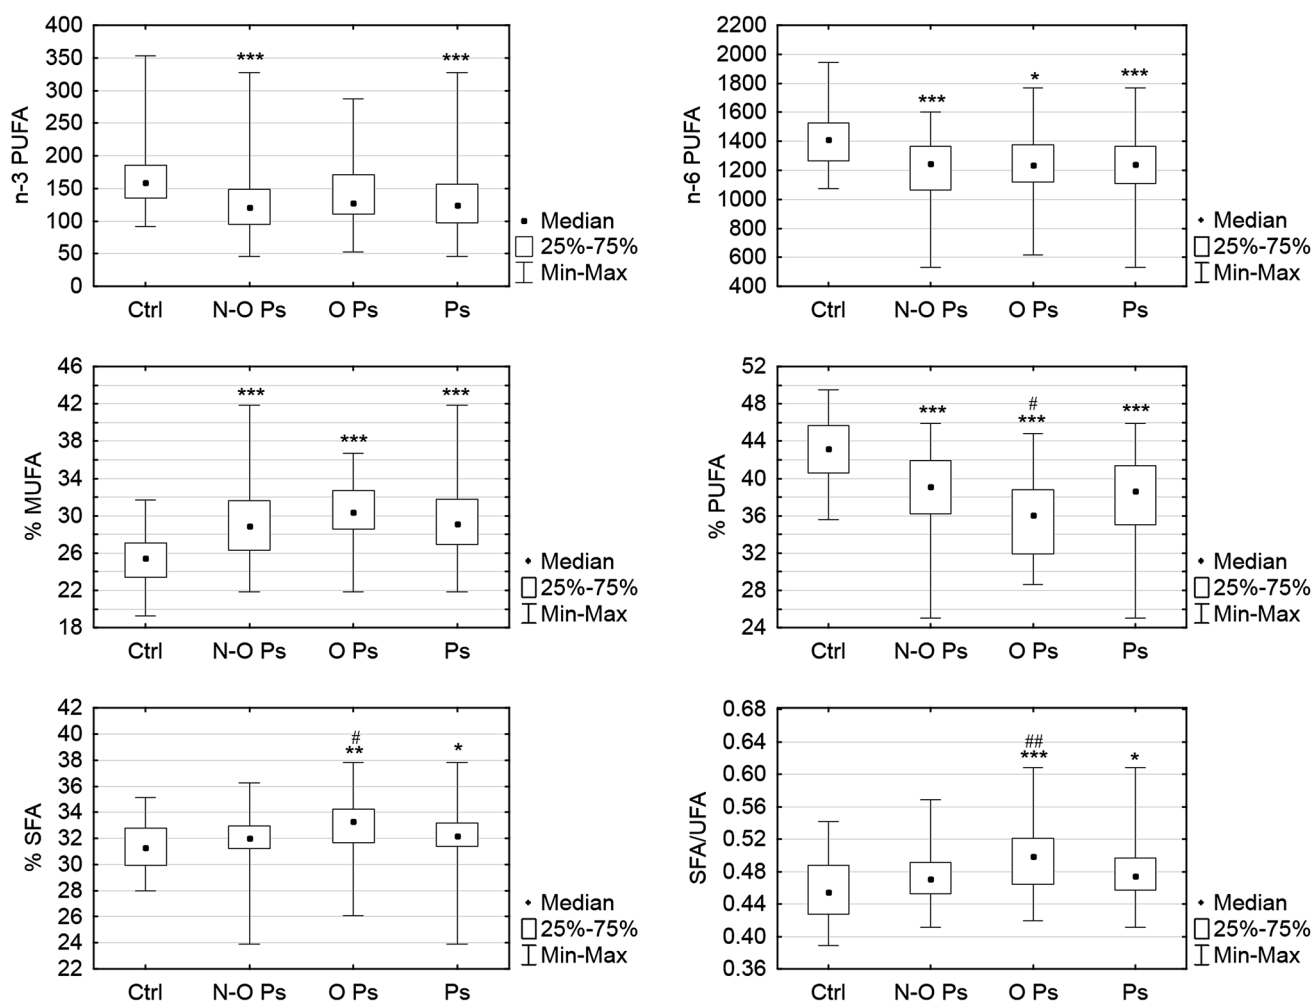 n-3 PUFA
400
350
300
250
200
150
100
50
0
***
***
Ctrl
N-O Ps
O Ps
Ps
Median
25%-75%
Min-Max
n-6 PUFA
2200
2000
1800
1600
1400
1200
1000
800
600
400
***
*
***
Ctrl
N-O Ps
O Ps
Ps
Median
25%-75%
Min-Max
% MUFA
46
42
38
34
30
26
22
18
***
***
***
Ctrl
N-O Ps
O Ps
Ps
Median
25%-75%
Min-Max
% PUFA
52
48
44
40
36
32
28
24
***
#
***
***
Ctrl
N-O Ps
O Ps
Ps
Median
25%-75%
Min-Max
% SFA
42
40
38
36
34
32
30
28
26
24
22
#
**
*
Ctrl
N-O Ps
O Ps
Ps
Median
25%-75%
Min-Max
SFA/UFA
0.68
0.64
0.60
0.56
0.52
0.48
0.44
0.40
0.36
##
***
*
Ctrl
N-O Ps
O Ps
Ps
Median
25%-75%
Min-Max